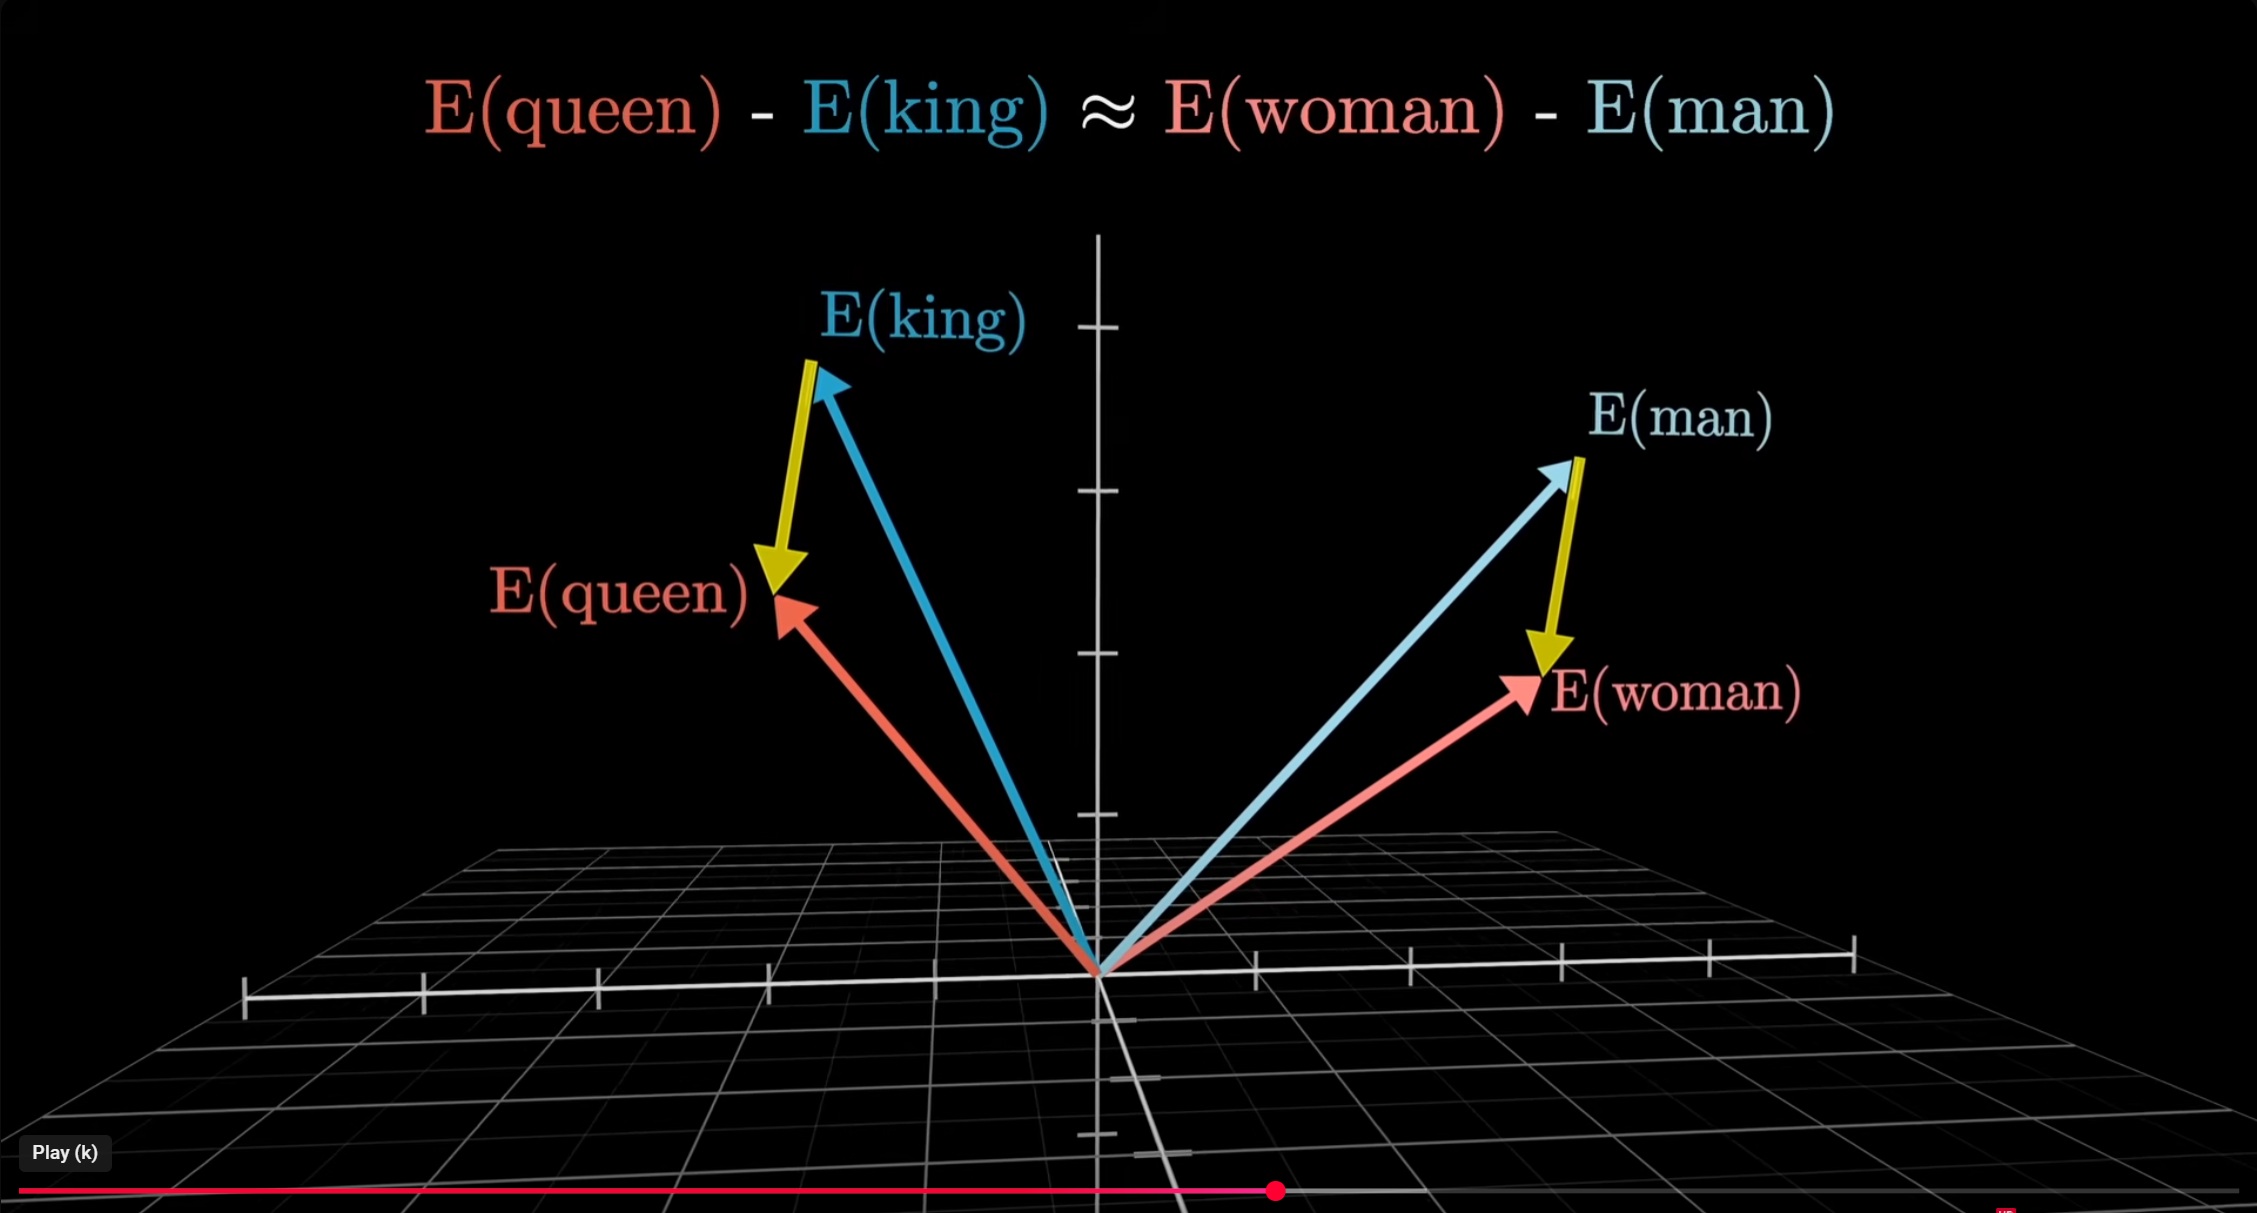 E(queen) - E(king) ≈ E(woman) - E(man)
E(king)
E(man)
E(queen)
E(woman)
Play (k)